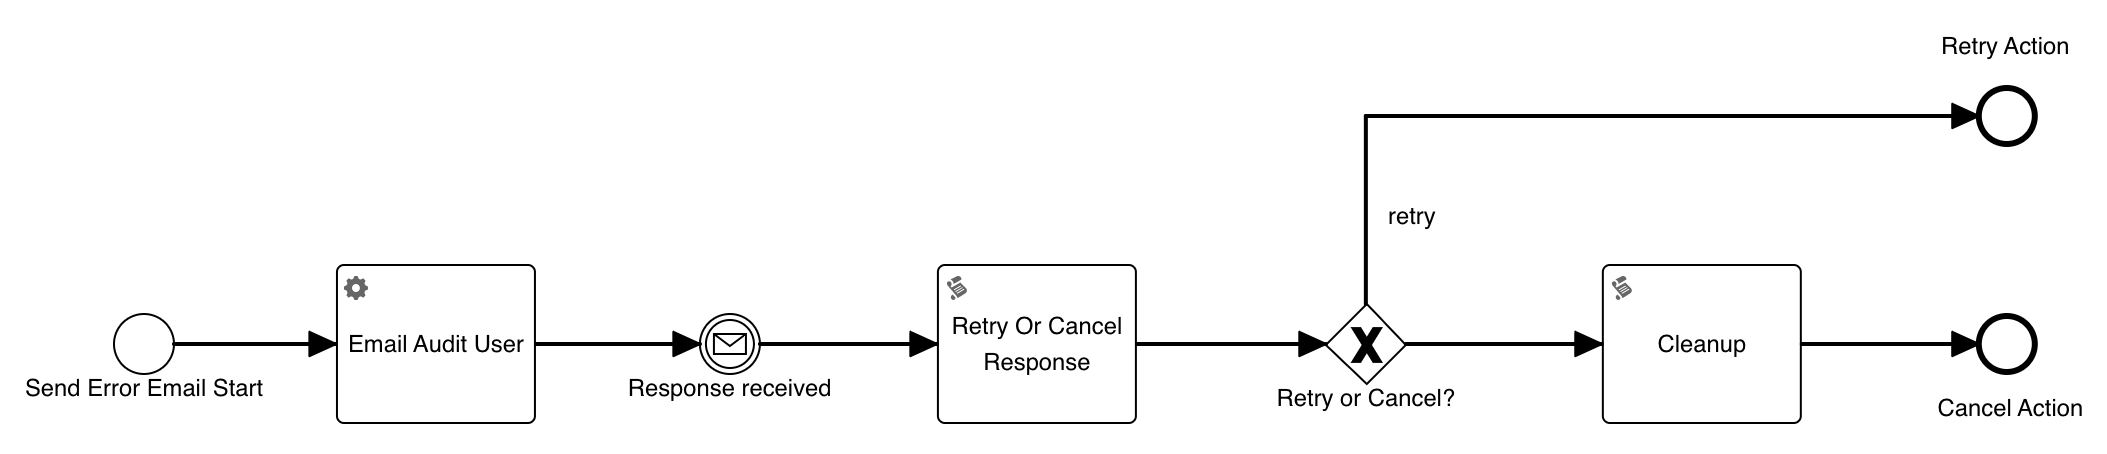 Retry Action
retry
Email Audit User
Retry Or Cancel
Response
Cleanup
Send Error Email Start
Response received
Retry or Cancel?
Cancel Action